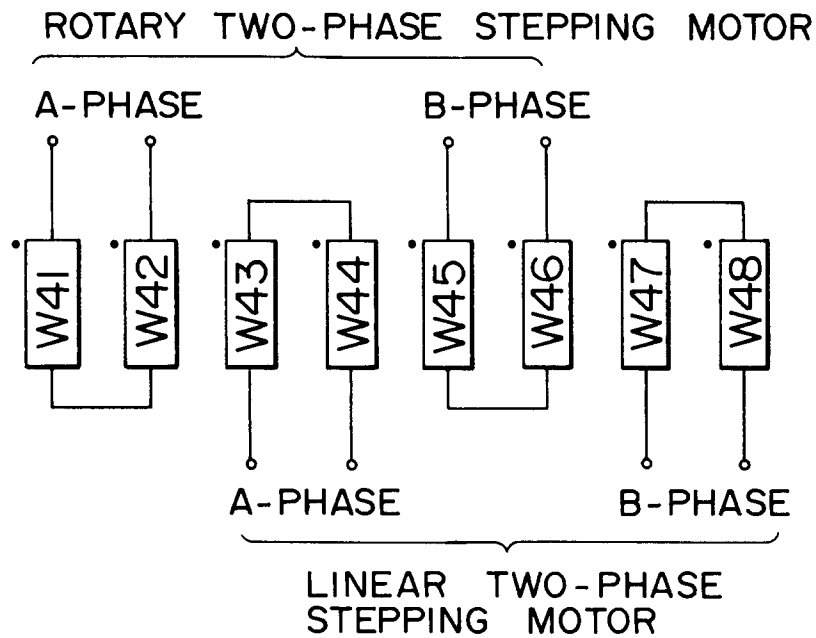 ROTARY TWO-PHASE STEPPING MOTOR
A-PHASE
B-PHASE
W41
W42
W43
W44
W45
W46
W47
W48
A-PHASE
B-PHASE
LINEAR TWO-PHASE
STEPPING MOTOR